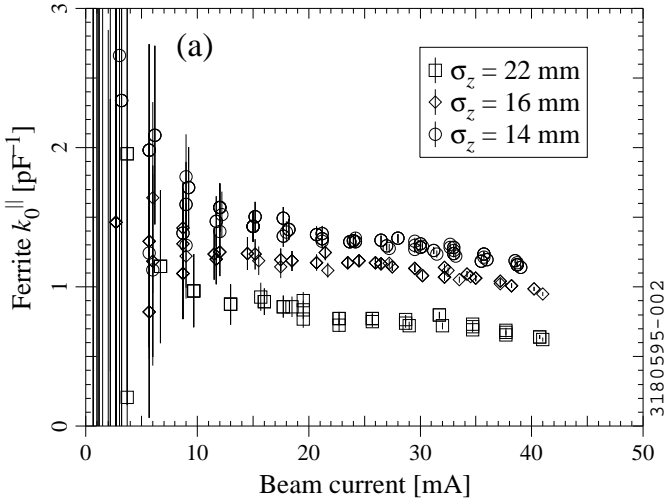 (a)
σz = 22 mm
σz = 16 mm
σz = 14 mm
3
2
1
0
Ferrite k0|| [pF−1]
0 10 20 30 40 50
Beam current [mA]
3180595-002